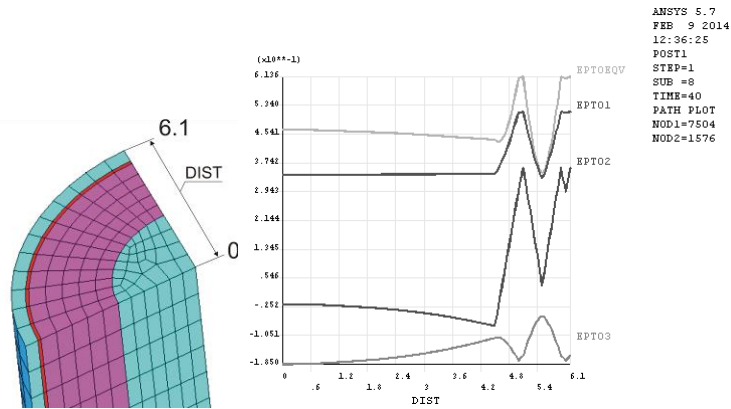 6.1
DIST
0
(x10**-1)
6.136
5.340
4.541
3.742
2.943
2.144
1.345
.546
-.252
-1.051
-1.850
EPTOEQV
EPTO1
EPTO2
EPTO3
0 1.2 2.4 3.6 4.8 6.1
.6 1.8 3 4.2 5.4
DIST
ANSYS 5.7
FEB 9 2014
12:36:25
POST1
STEP=1
SUB =8
TIME=40
PATH PLOT
NOD1=7504
NOD2=1576